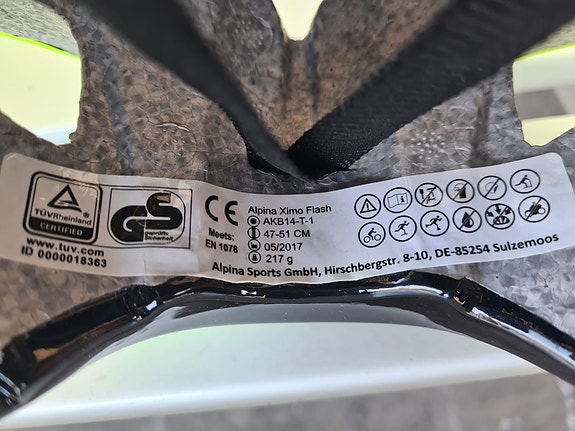 TÜVRheinland
CERTIFIED
GS
geprüfte
Sicherheit
www.tuv.com
ID 0000018363
CE
Meets:
EN 1078
Alpina Ximo Flash
AKB14-T-1
47-51 CM
05/2017
217 g
Alpina Sports GmbH, Hirschbergstr. 8-10, DE-85254 Sulzemoos